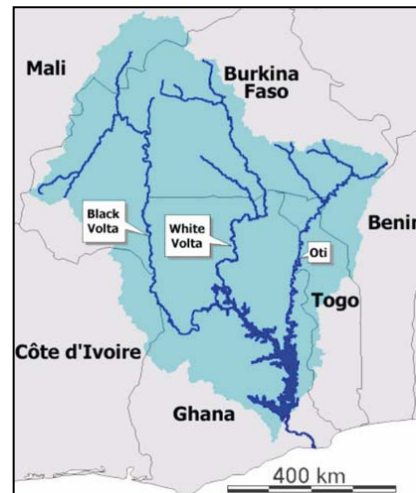 Mali
Burkina
Faso
Black
Volta
White
Volta
Oti
Benin
Togo
Côte d'Ivoire
Ghana
400 km